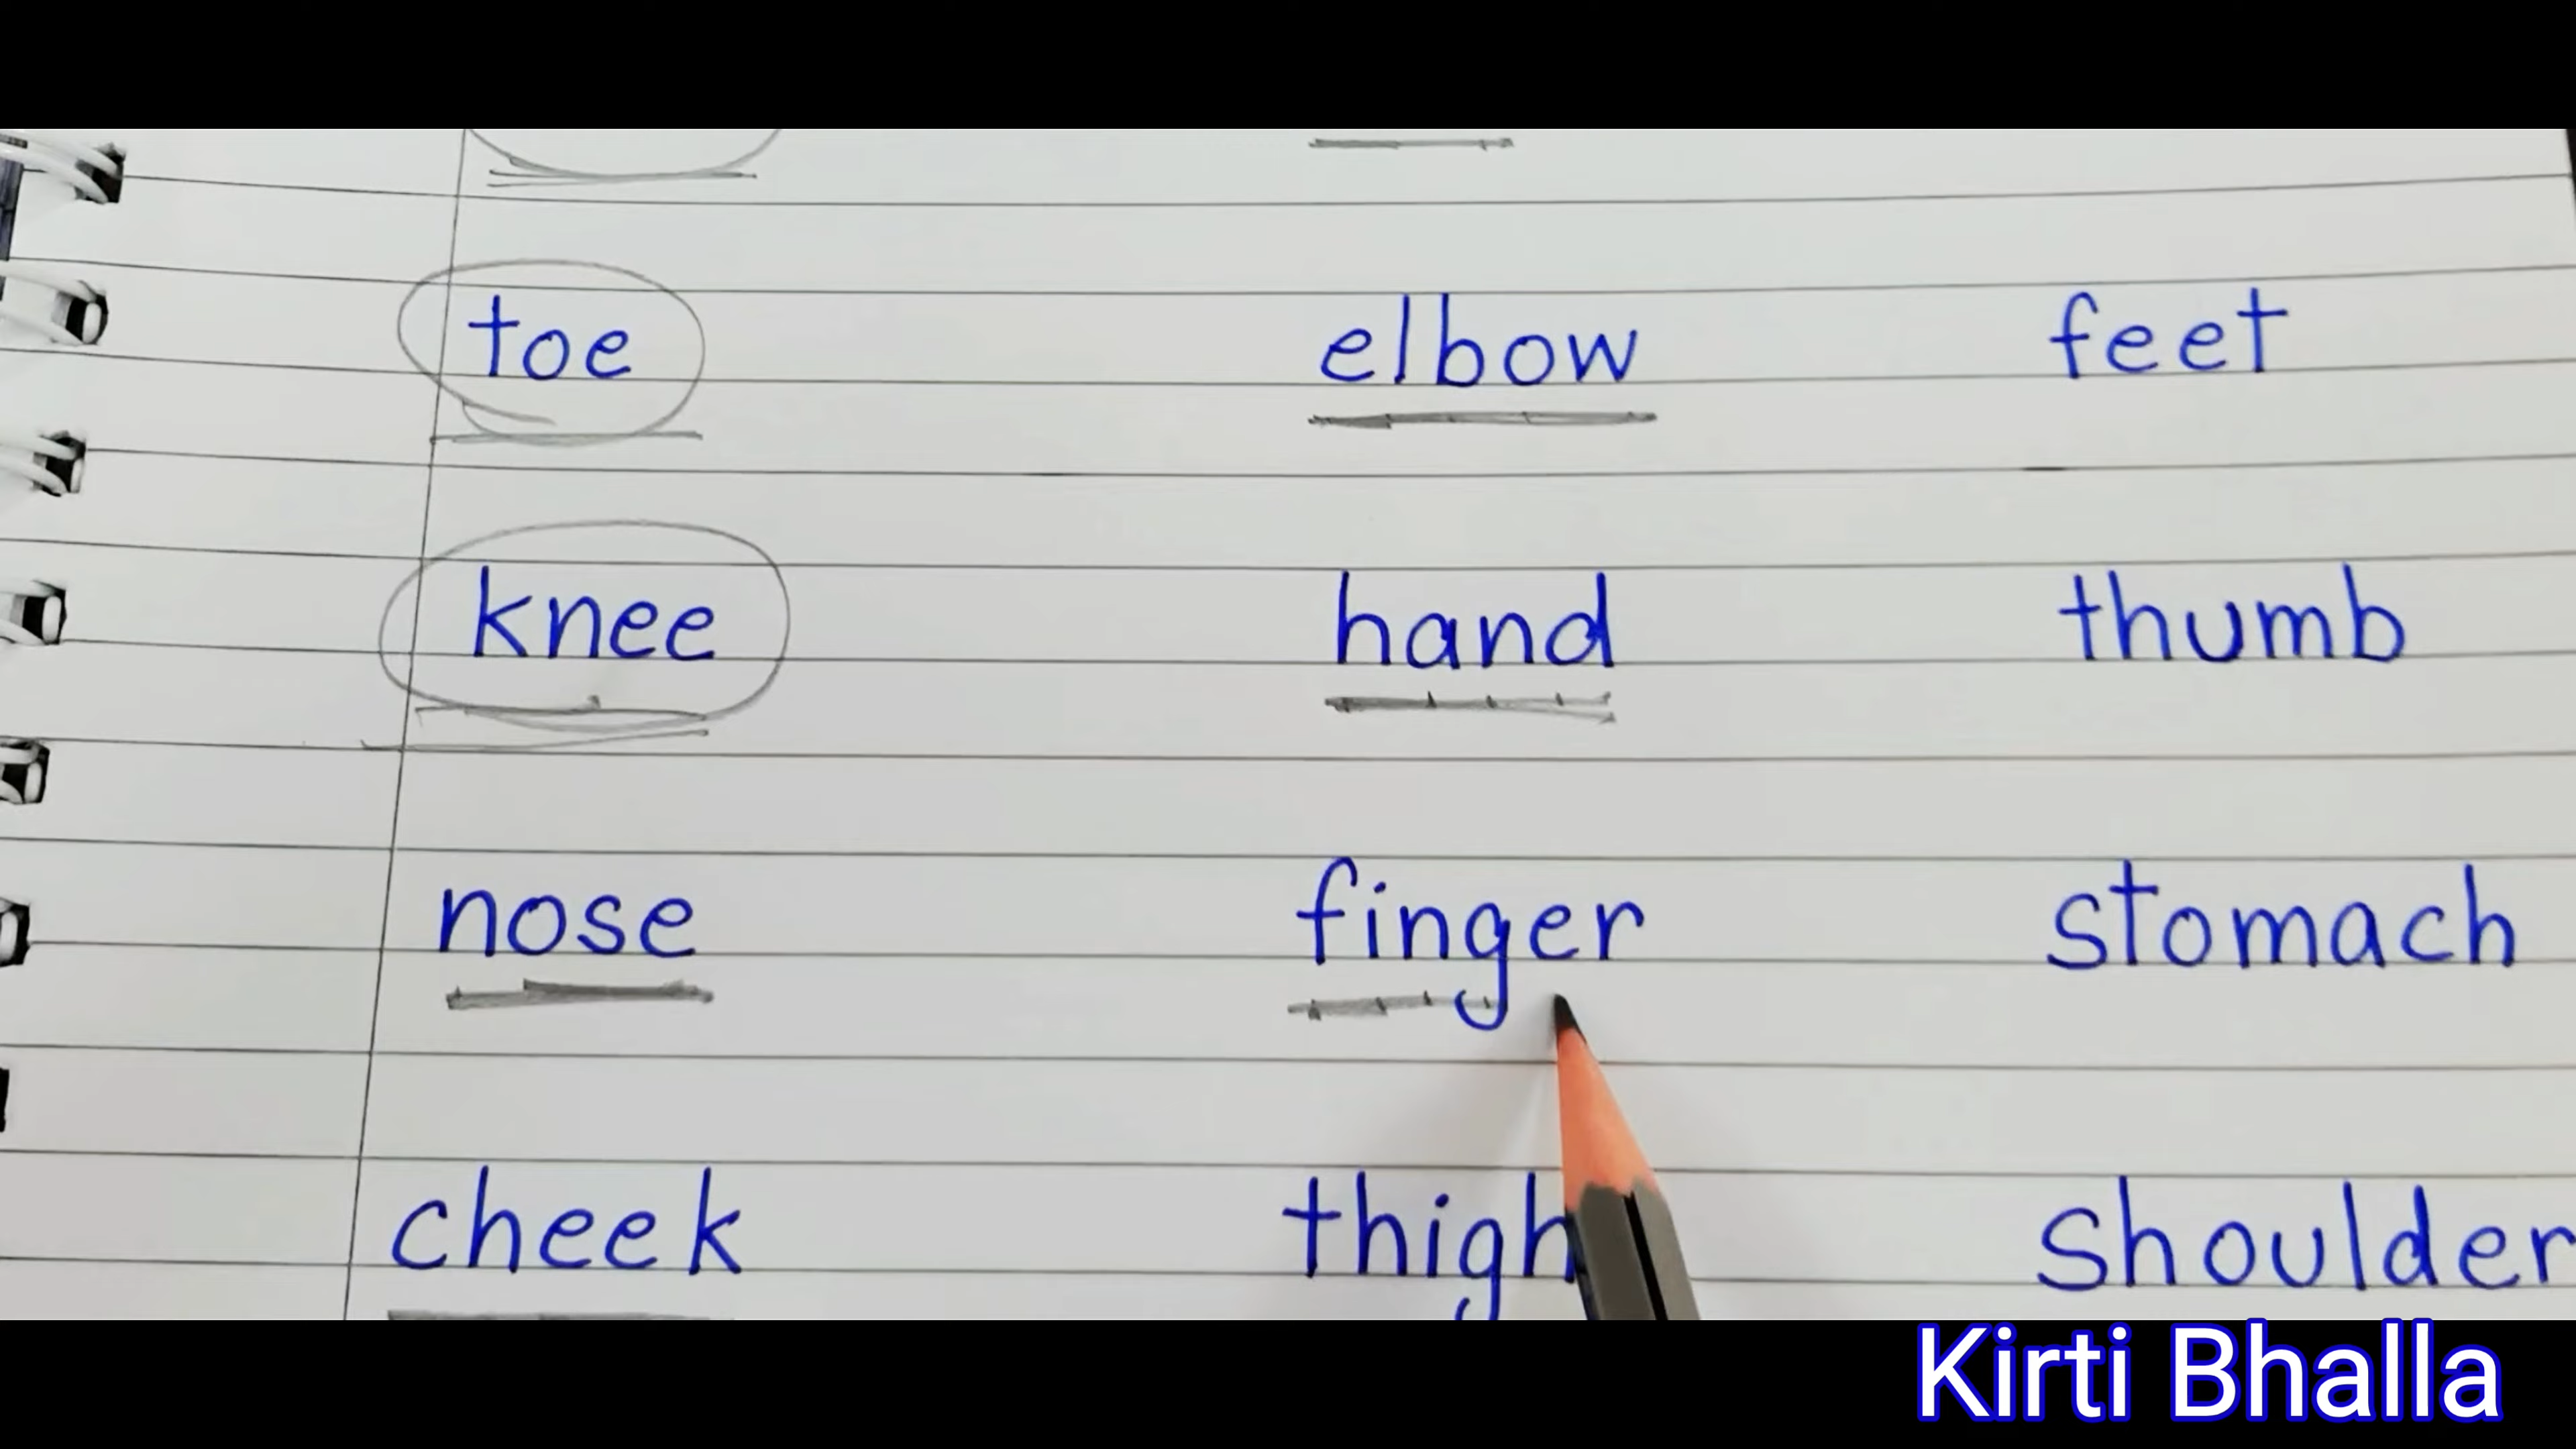 toe elbow feet
knee hand thumb
nose finger stomach
cheek thigh shoulder
Kirti Bhalla